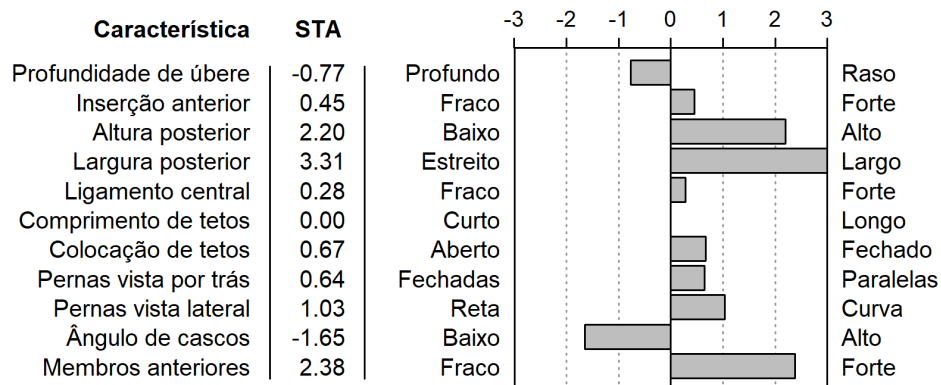 Característica STA -3 -2 -1 0 1 2 3
Profundidade de úbere -0.77 Profundo Raso
Inserção anterior 0.45 Fraco Forte
Altura posterior 2.20 Baixo Alto
Largura posterior 3.31 Estreito Largo
Ligamento central 0.28 Fraco Forte
Comprimento de tetos 0.00 Curto Longo
Colocação de tetos 0.67 Aberto Fechado
Pernas vista por trás 0.64 Fechadas Paralelas
Pernas vista lateral 1.03 Reta Curva
Ângulo de cascos -1.65 Baixo Alto
Membros anteriores 2.38 Fraco Forte